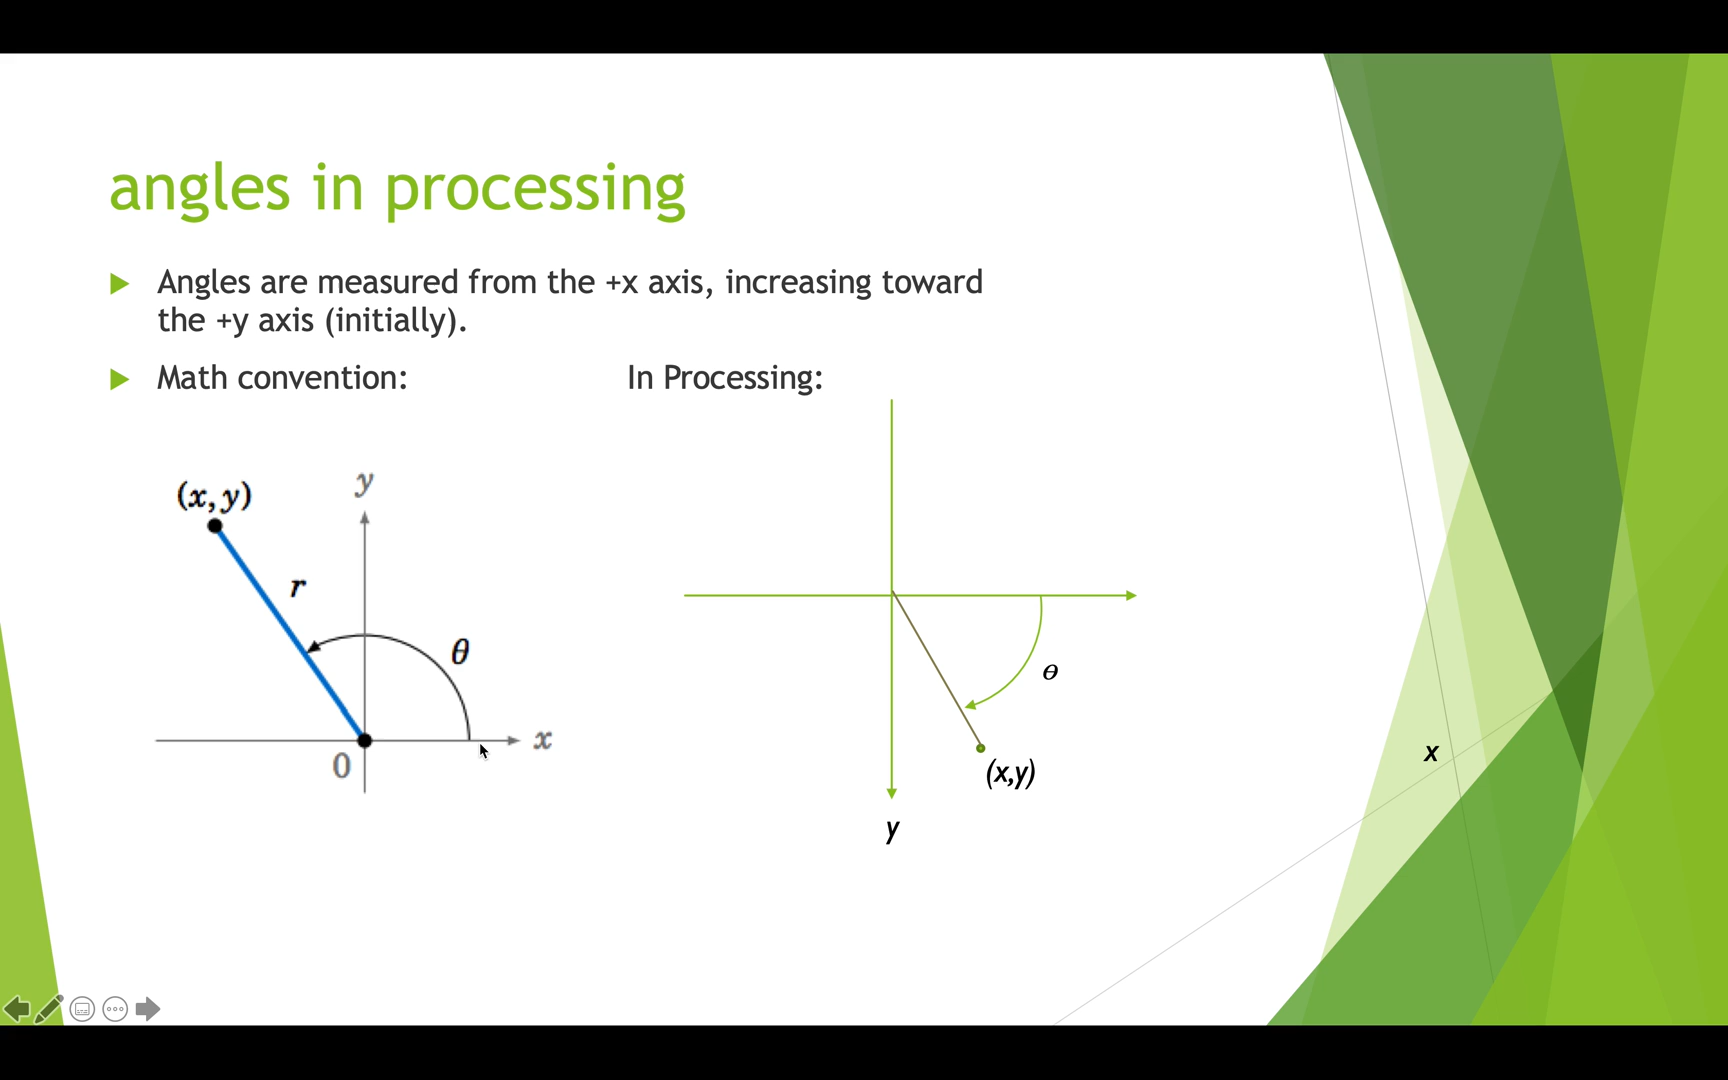 angles in processing
Angles are measured from the +x axis, increasing toward
the +y axis (initially).
Math convention: In Processing:
y
(x, y)
r
θ
x
0
θ
(x,y)
x
y